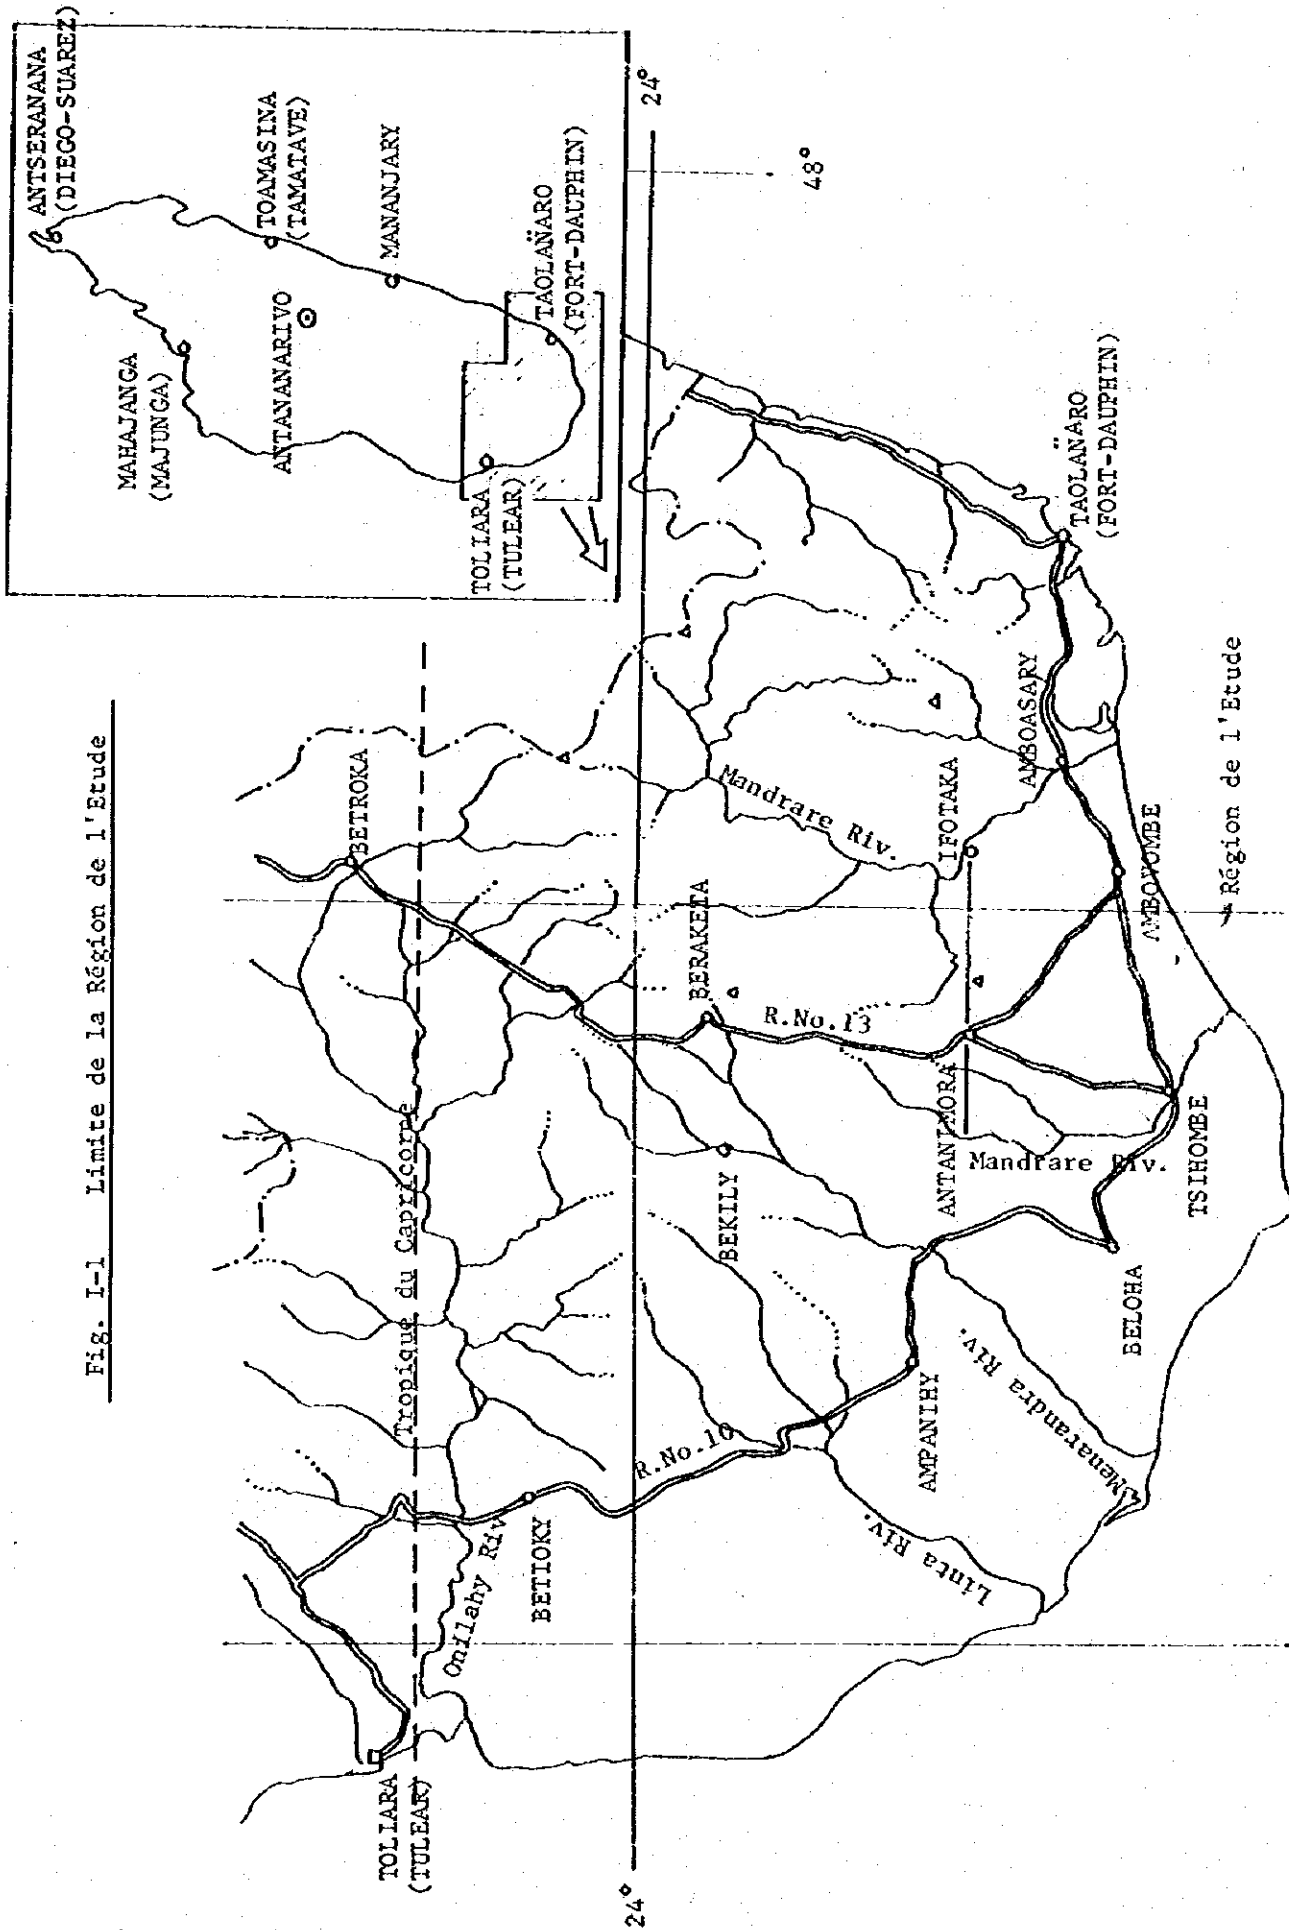 Fig. I-1 Limite de la Région de l'Etude
ANTSERANANA
(DIEGO-SUAREZ)
MAHAJANGA
(MAJUNGA)
TOAMASINA
(TAMATAVE)
ANTANANARIVO
MANANJARY
TOLIARA
(TULEAR)
TAOLAÑARO
(FORT-DAUPHIN)
24°
48°
BETROKA
Tropique du Capricorne
TOLIARA
(TULEAR)
Onilahy Riv
BETIOKY
24°
R.No.10
BEKILY
BERAKETA
R.No.13
Mandrare Riv.
IFOTAKA
AMBOASARY
TAOLAÑARO
(FORT-DAUPHIN)
AMPANIHY
ANTANIMORA
Mandrare Riv.
Linta Riv.
Menarandra Riv.
BELOHA
TSIHOMBE
AMBOVOMBE
Région de l'Etude